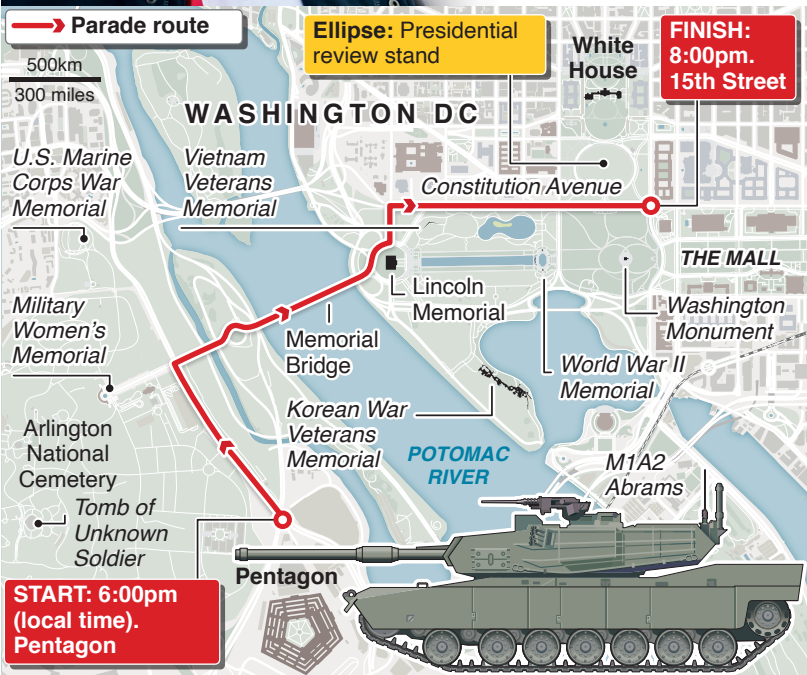 Parade route
500km
300 miles
Ellipse: Presidential
review stand
White
House
FINISH:
8:00pm.
15th Street
WASHINGTON DC
U.S. Marine
Corps War
Memorial
Vietnam
Veterans
Memorial
Constitution Avenue
THE MALL
Lincoln
Memorial
Washington
Monument
Military
Women's
Memorial
Memorial
Bridge
World War II
Memorial
Korean War
Veterans
Memorial
Arlington
National
Cemetery
POTOMAC
RIVER
M1A2
Abrams
Tomb of
Unknown
Soldier
Pentagon
START: 6:00pm
(local time).
Pentagon